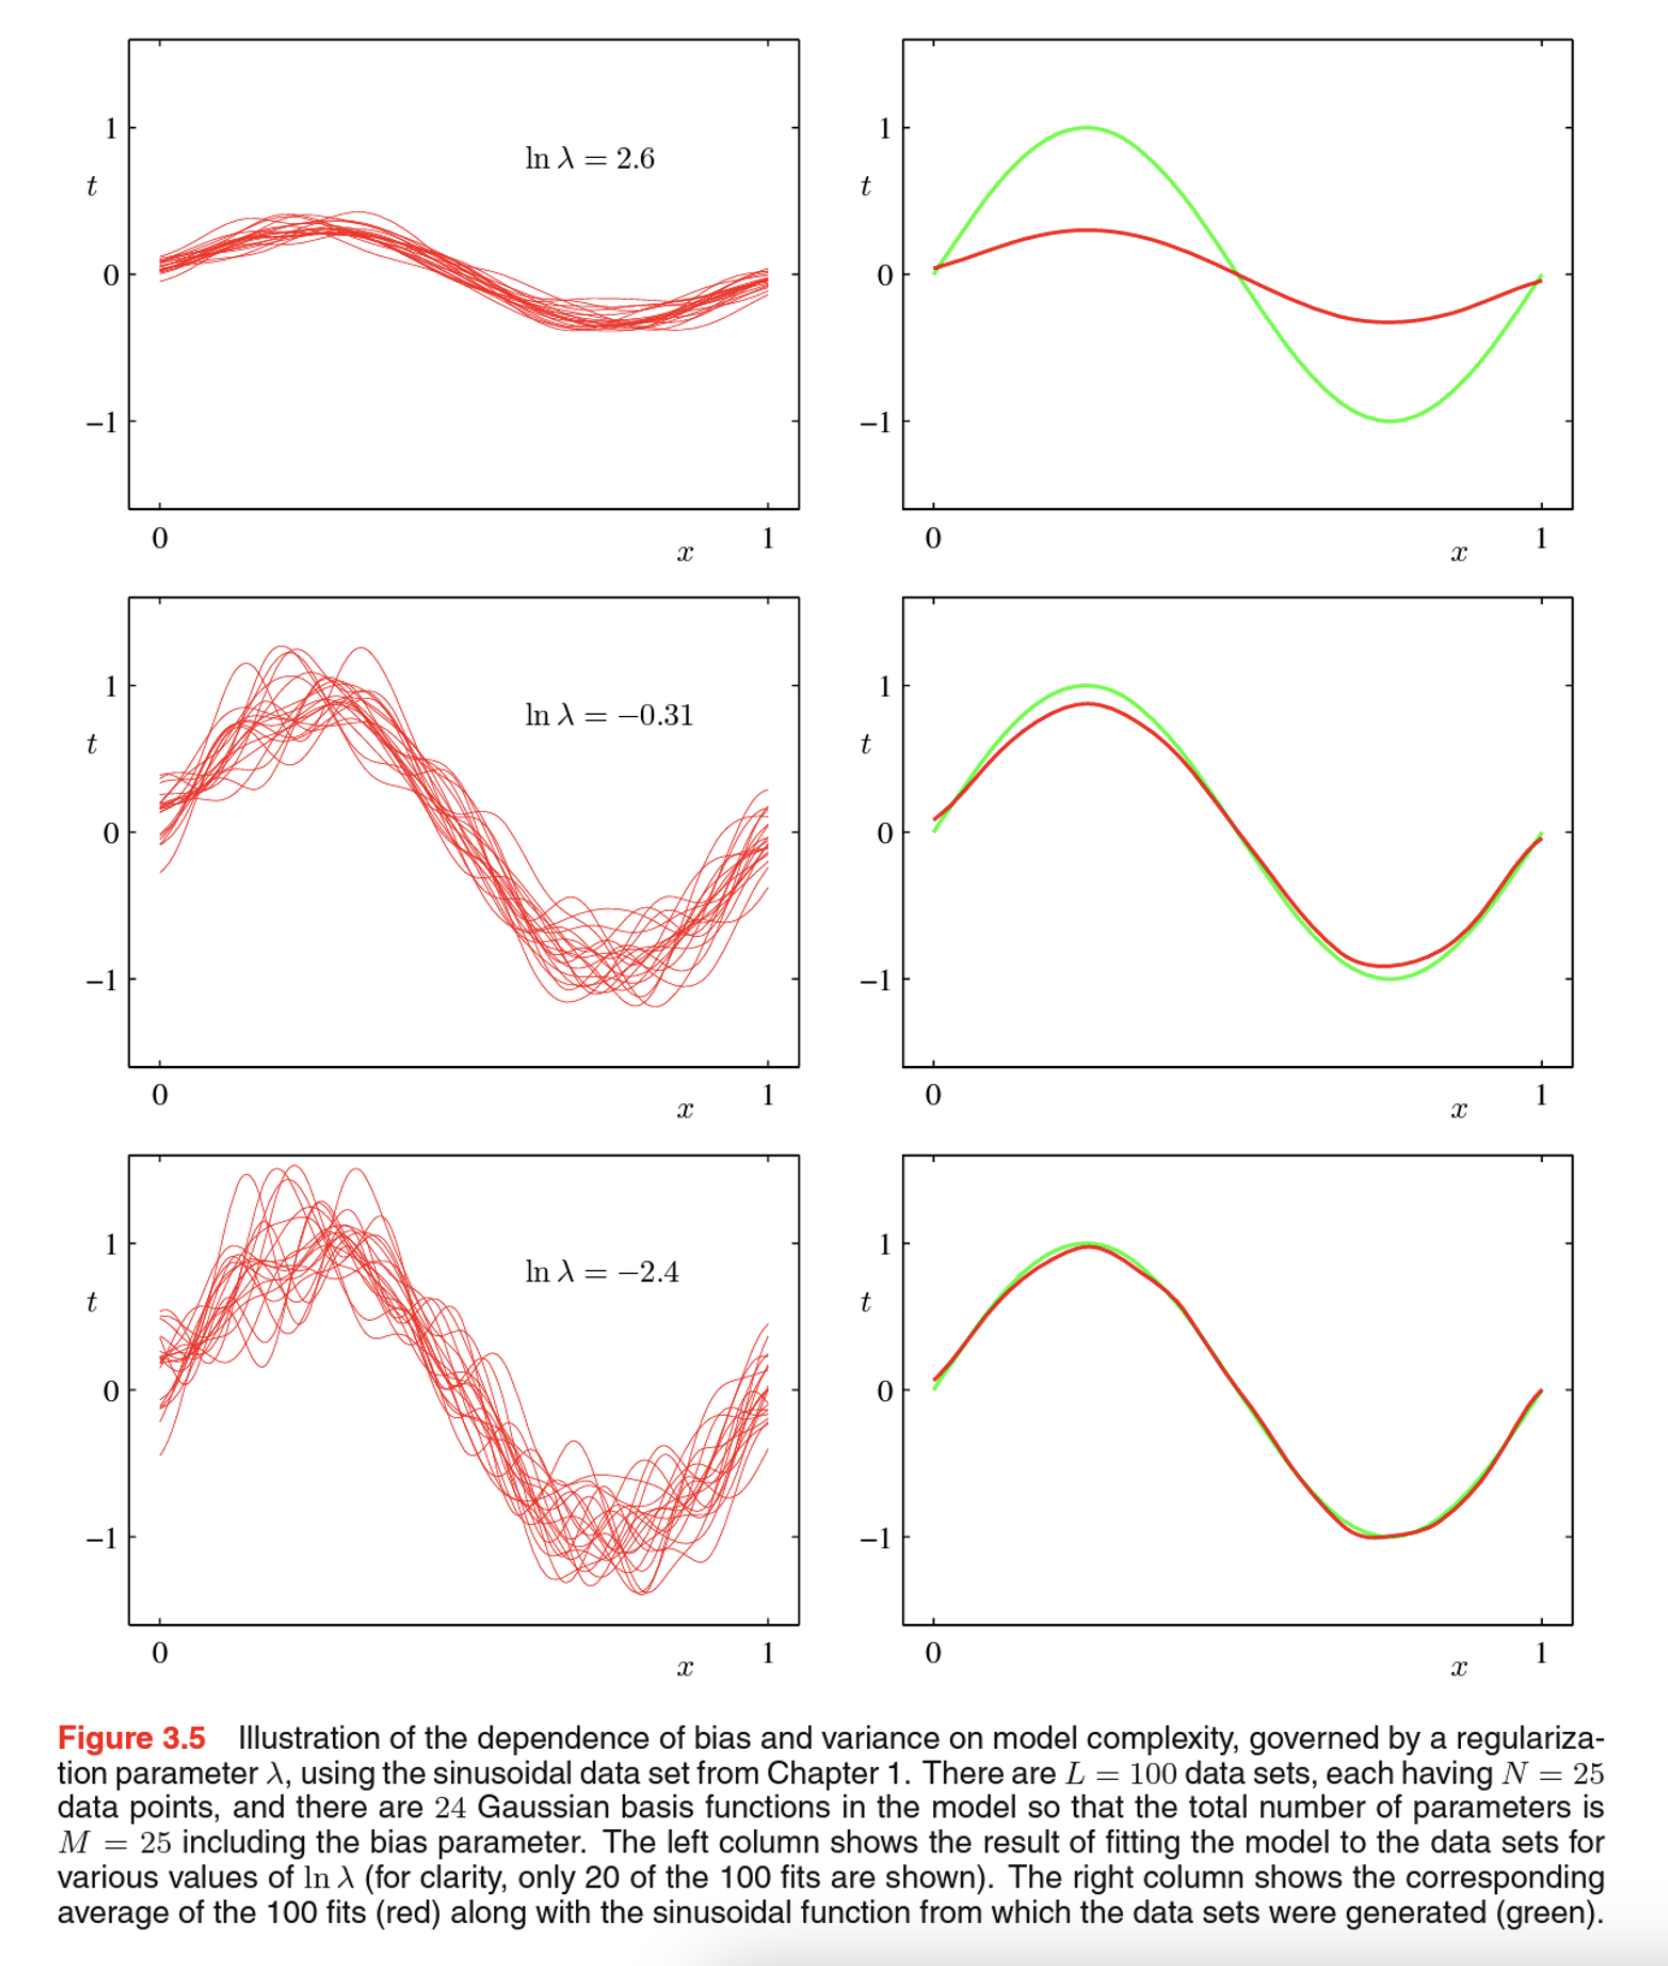 1
ln λ = 2.6
t
0
−1
0
x
1
1
t
0
−1
0
x
1
1
ln λ = −0.31
t
0
−1
0
x
1
1
t
0
−1
0
x
1
1
ln λ = −2.4
t
0
−1
0
x
1
1
t
0
−1
0
x
1
Figure 3.5 Illustration of the dependence of bias and variance on model complexity, governed by a regulariza-
tion parameter λ, using the sinusoidal data set from Chapter 1. There are L = 100 data sets, each having N = 25
data points, and there are 24 Gaussian basis functions in the model so that the total number of parameters is
M = 25 including the bias parameter. The left column shows the result of fitting the model to the data sets for
various values of ln λ (for clarity, only 20 of the 100 fits are shown). The right column shows the corresponding
average of the 100 fits (red) along with the sinusoidal function from which the data sets were generated (green).